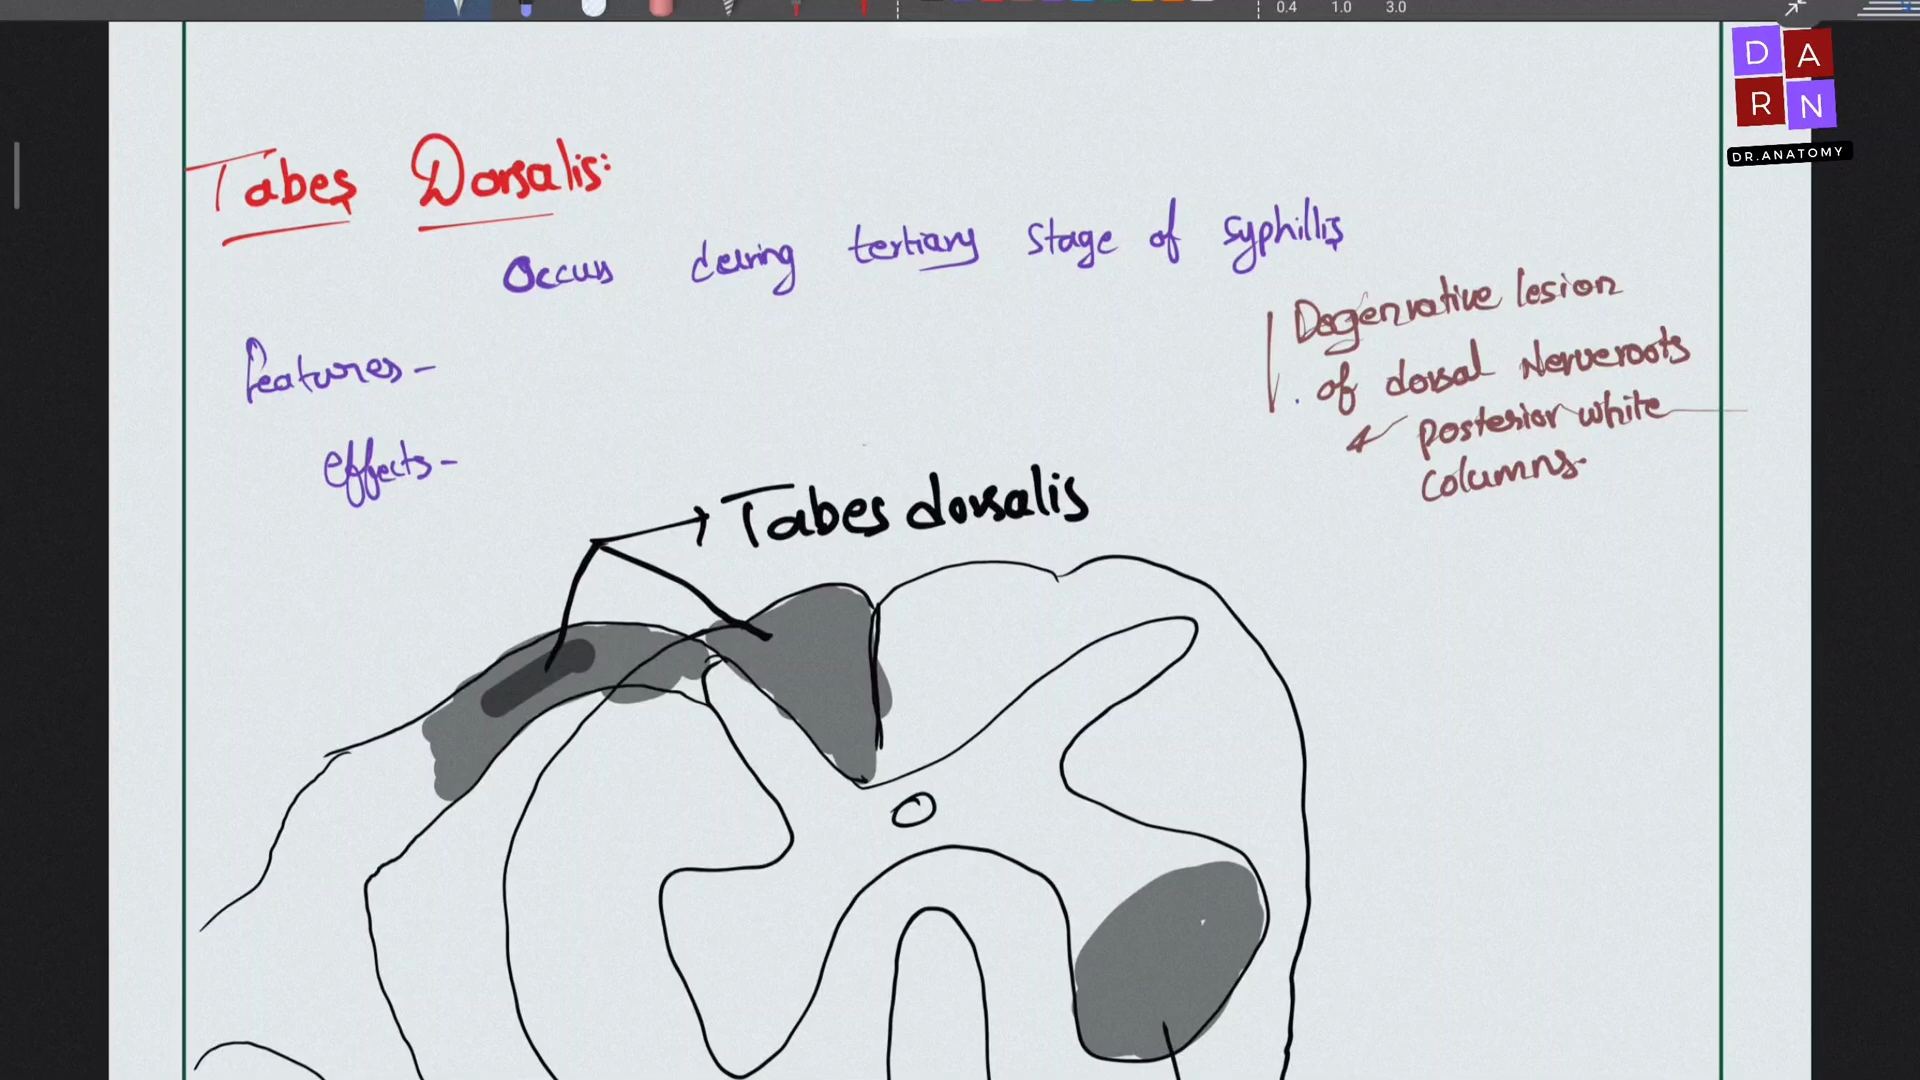 0.4 1.0 3.0
D A
R N
DR.ANATOMY
Tabes Dorsalis:
Occurs during tertiary stage of syphillis
Degenrative lesion
of dorsal Nerveroots
& posterior white
columns.
features -
effects -
→ Tabes dorsalis